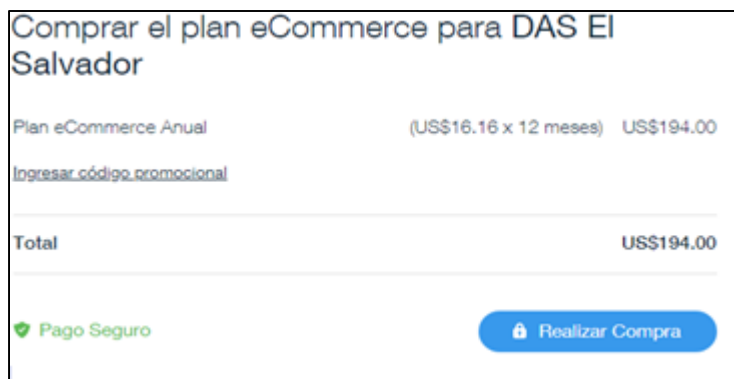 Comprar el plan eCommerce para DAS El
Salvador
Plan eCommerce Anual (US$16.16 x 12 meses) US$194.00
Ingresar código promocional
Total US$194.00
Pago Seguro Realizar Compra